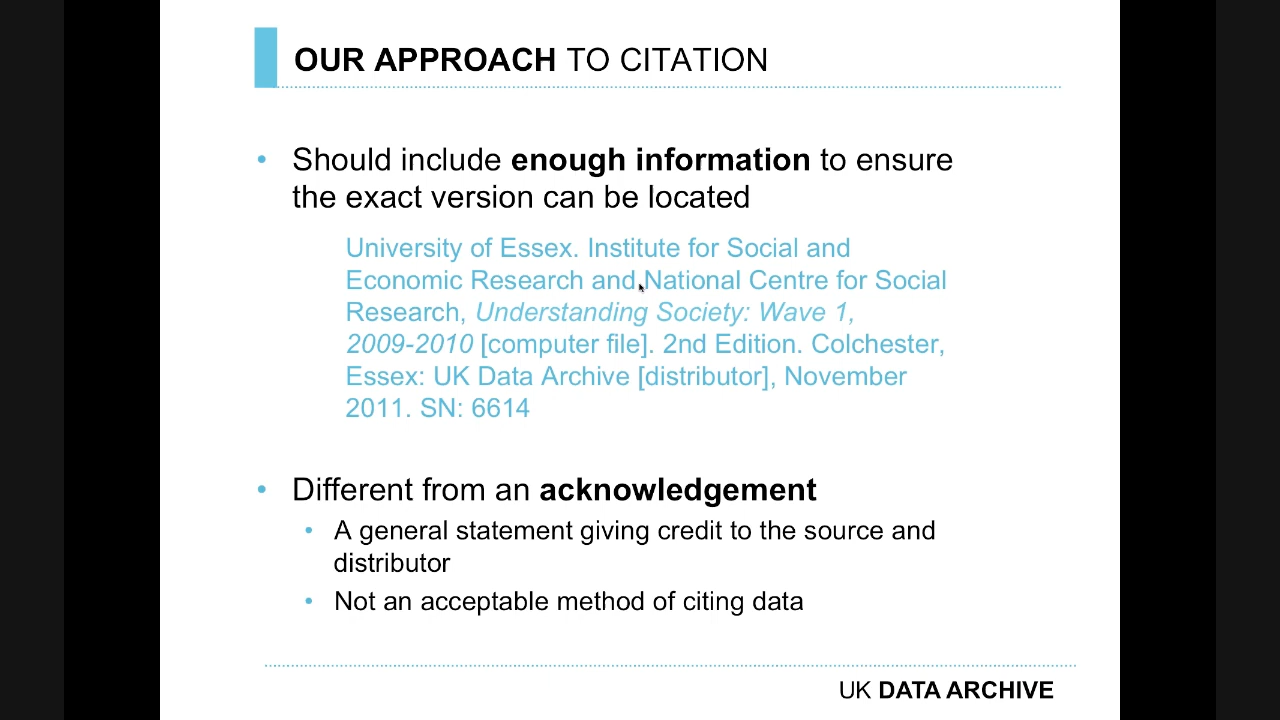 OUR APPROACH TO CITATION
• Should include enough information to ensure
the exact version can be located
University of Essex. Institute for Social and
Economic Research and National Centre for Social
Research, Understanding Society: Wave 1,
2009-2010 [computer file]. 2nd Edition. Colchester,
Essex: UK Data Archive [distributor], November
2011. SN: 6614
• Different from an acknowledgement
• A general statement giving credit to the source and
distributor
• Not an acceptable method of citing data
UK DATA ARCHIVE